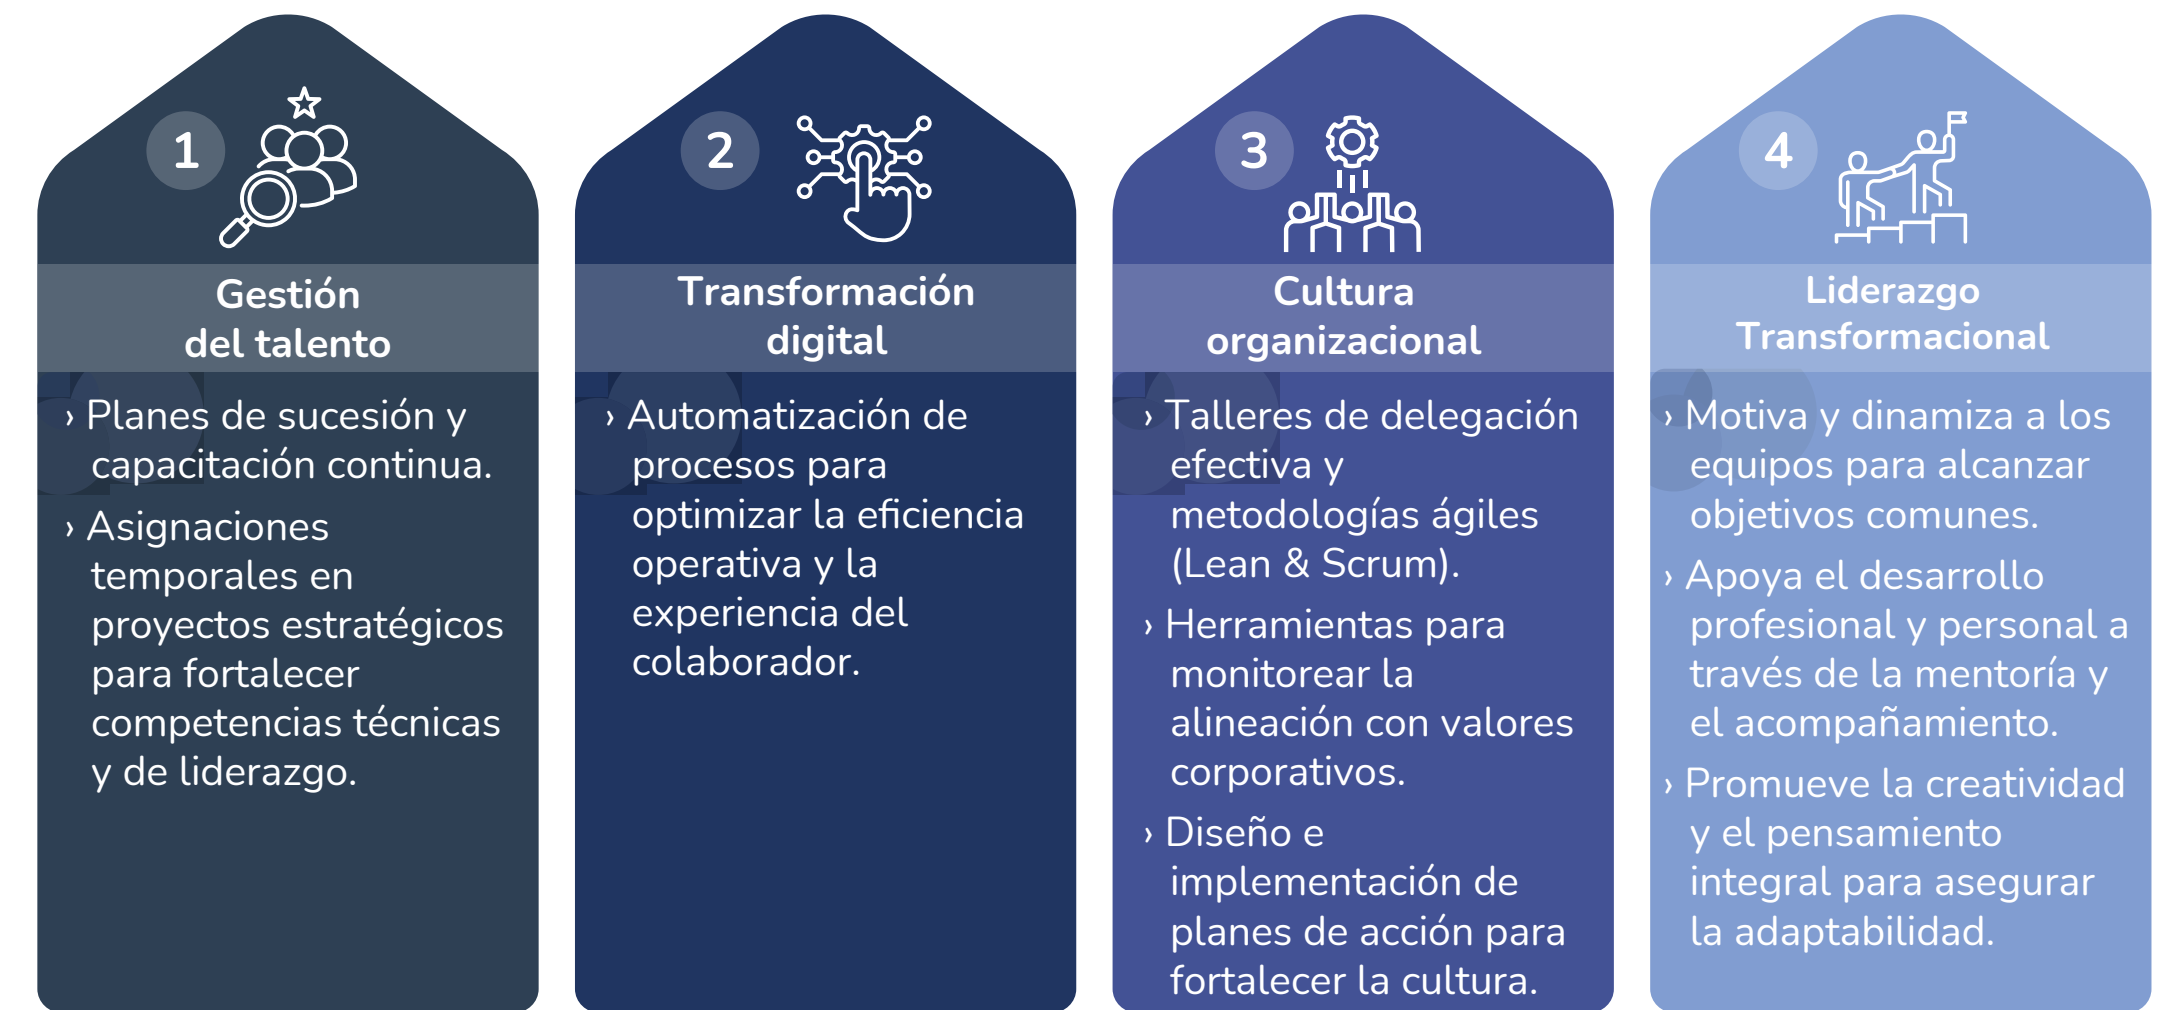 1
Gestión
del talento
› Planes de sucesión y
capacitación continua.
› Asignaciones
temporales en
proyectos estratégicos
para fortalecer
competencias técnicas
y de liderazgo.
2
Transformación
digital
› Automatización de
procesos para
optimizar la eficiencia
operativa y la
experiencia del
colaborador.
3
Cultura
organizacional
› Talleres de delegación
efectiva y
metodologías ágiles
(Lean & Scrum).
› Herramientas para
monitorear la
alineación con valores
corporativos.
› Diseño e
implementación de
planes de acción para
fortalecer la cultura.
4
Liderazgo
Transformacional
› Motiva y dinamiza a los
equipos para alcanzar
objetivos comunes.
› Apoya el desarrollo
profesional y personal a
través de la mentoría y
el acompañamiento.
› Promueve la creatividad
y el pensamiento
integral para asegurar
la adaptabilidad.